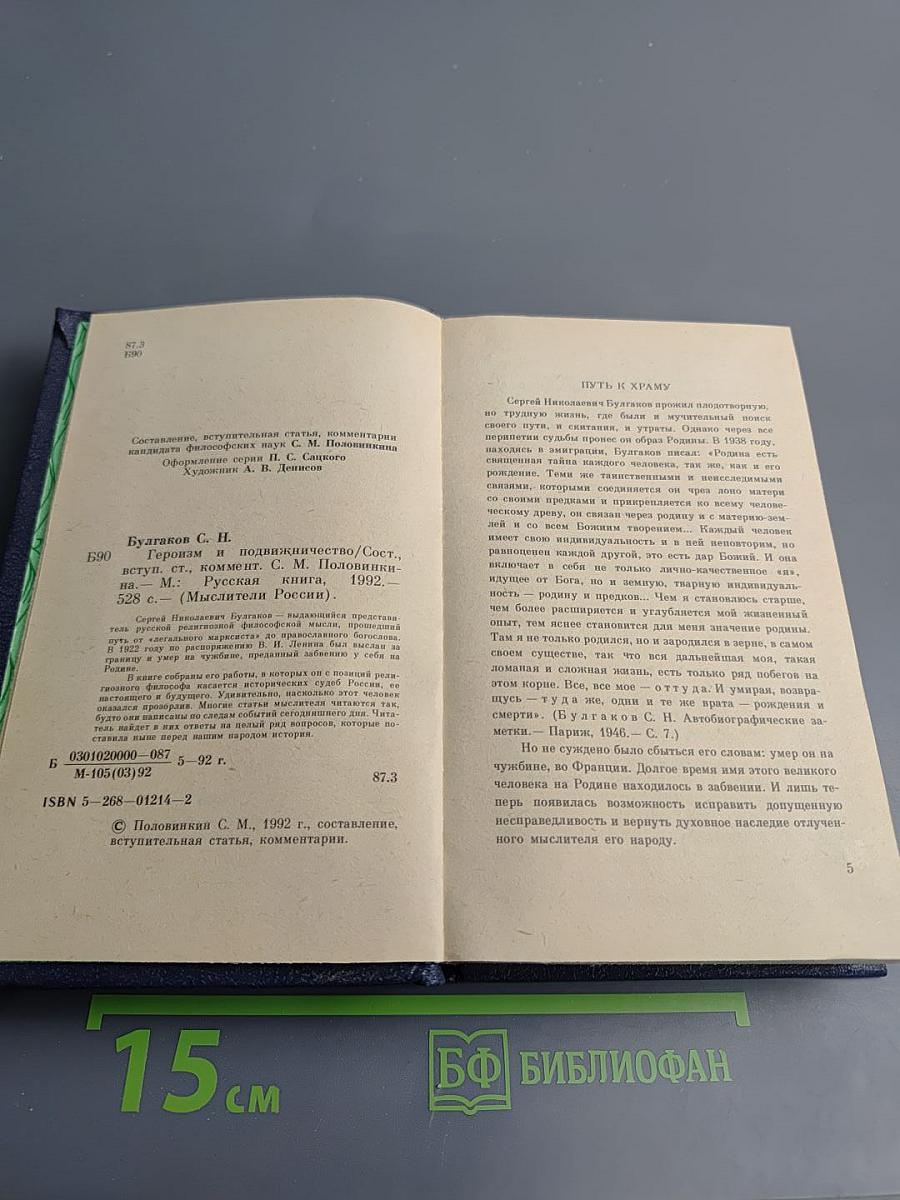 87.3
Б90
Составление, вступительная статья, комментарии
кандидата философских наук С. М. Половинкина
Оформление серии П. С. Сацкого
Художник А. В. Денисов
Булгаков С. Н.
Б90 Героизм и подвижничество/Сост.,
вступ. ст., коммент. С. М. Половинки-
на.— М.: Русская книга, 1992.—
528 с.— (Мыслители России).
Сергей Николаевич Булгаков — выдающийся представи-
тель русской религиозной философской мысли, прошедший
путь от «легального марксиста» до православного богослова.
В 1922 году по распоряжению В. И. Ленина был выслан за
границу и умер на чужбине, преданный забвению у себя на
Родине.
В книге собраны его работы, в которых он с позиций рели-
гиозного философа касается исторических судеб России, ее
настоящего и будущего. Удивительно, насколько этот человек
оказался прозорлив. Многие статьи мыслителя читаются так,
будто они написаны по следам событий сегодняшнего дня. Чита-
тель найдет в них ответы на целый ряд вопросов, которые по-
ставила ныне перед нашим народом история.
Б 0301020000—087 5—92 г.
М-105(03)92
87.3
ISBN 5—268—01214—2
© Половинкин С. М., 1992 г., составление,
вступительная статья, комментарии.
ПУТЬ К ХРАМУ
Сергей Николаевич Булгаков прожил плодотворную,
но трудную жизнь, где были и мучительный поиск
своего пути, и скитания, и утраты. Однако через все
перипетии судьбы пронес он образ Родины. В 1938 году,
находясь в эмиграции, Булгаков писал: «Родина есть
священная тайна каждого человека, так же, как и его
рождение. Теми же таинственными и неисследимыми
связями, которыми соединяется он чрез лоно матери
со своими предками и прикрепляется ко всему челове-
ческому древу, он связан через родину и с материю-зем-
лей и со всем Божиим творением... Каждый человек
имеет свою индивидуальность и в ней неповторим, но
равноценен каждой другой, это есть дар Божий. И она
включает в себя не только лично-качественное «я»,
идущее от Бога, но и земную, тварную индивидуаль-
ность — родину и предков... Чем я становлюсь старше,
чем более расширяется и углубляется мой жизненный
опыт, тем яснее становится для меня значение родины.
Там я не только родился, но и зародился в зерне, в самом
своем существе, так что вся дальнейшая моя, такая
ломаная и сложная жизнь, есть только ряд побегов на
этом корне. Все, все мое — оттуда. И умирая, возвра-
щусь — туда же, одни и те же врата — рождения и
смерти». (Булгаков С. Н. Автобиографические за-
метки.— Париж, 1946.— С. 7.)
Но не суждено было сбыться его словам: умер он на
чужбине, во Франции. Долгое время имя этого великого
человека на Родине находилось в забвении. И лишь те-
перь появилась возможность исправить допущенную
несправедливость и вернуть духовное наследие отлучен-
ного мыслителя его народу.
5
15 см
БФ БИБЛИОФАН